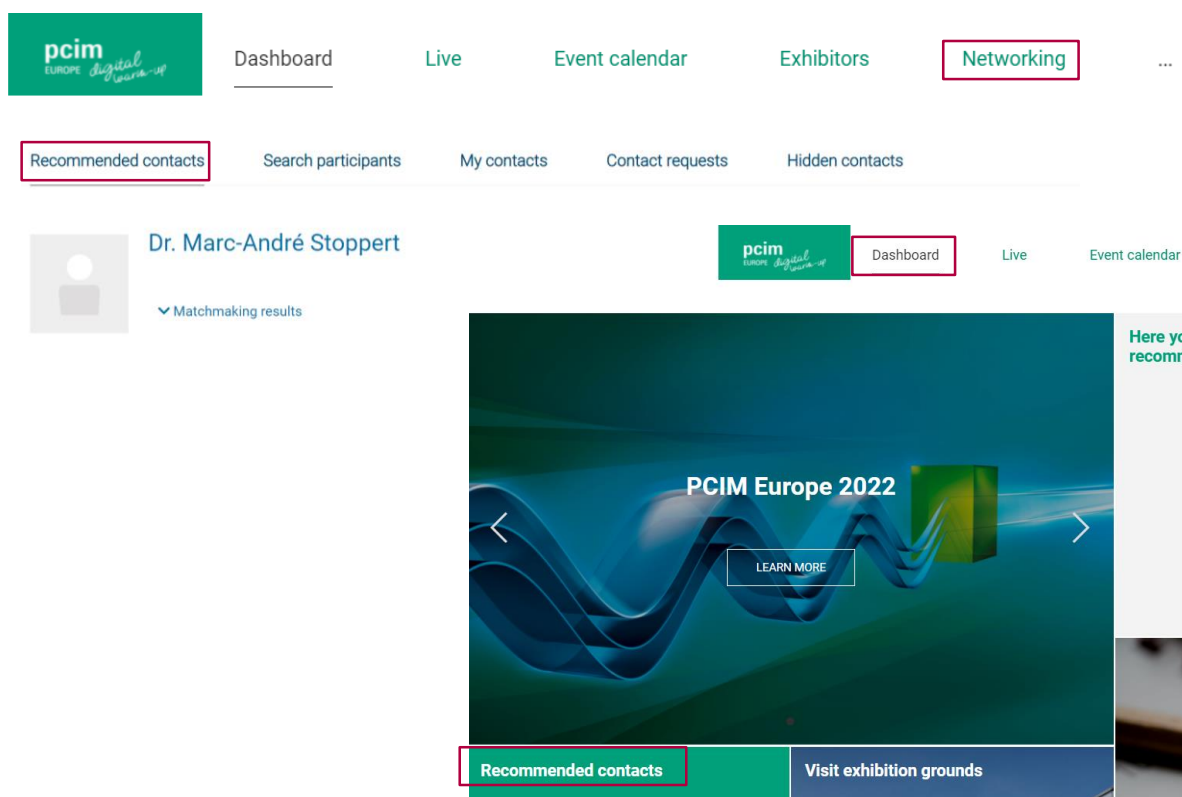 pcim
EUROPE digital
warm-up
Dashboard
Live
Event calendar
Exhibitors
Networking
...
Recommended contacts
Search participants
My contacts
Contact requests
Hidden contacts
Dr. Marc-André Stoppert
Matchmaking results
pcim
EUROPE digital
warm-up
Dashboard
Live
Event calendar
Here yo
recomm
PCIM Europe 2022
LEARN MORE
Recommended contacts
Visit exhibition grounds